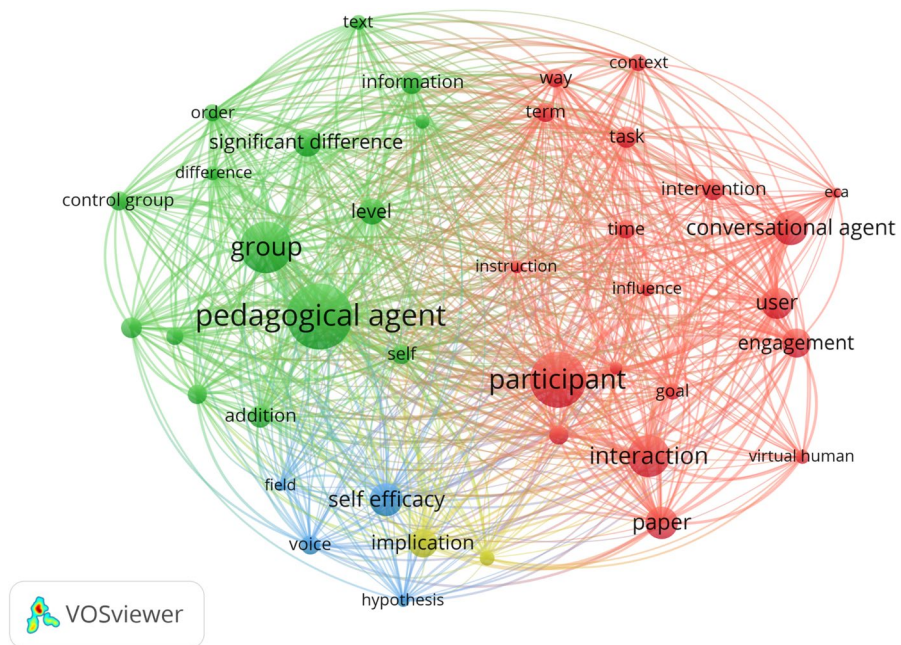 text
context
way
information
term
order
task
significant difference
difference
intervention
eca
control group
level
conversational agent
time
group
instruction
influence
user
pedagogical agent
engagement
self
participant
goal
addition
interaction
virtual human
field
self efficacy
paper
voice
implication
hypothesis
VOSviewer